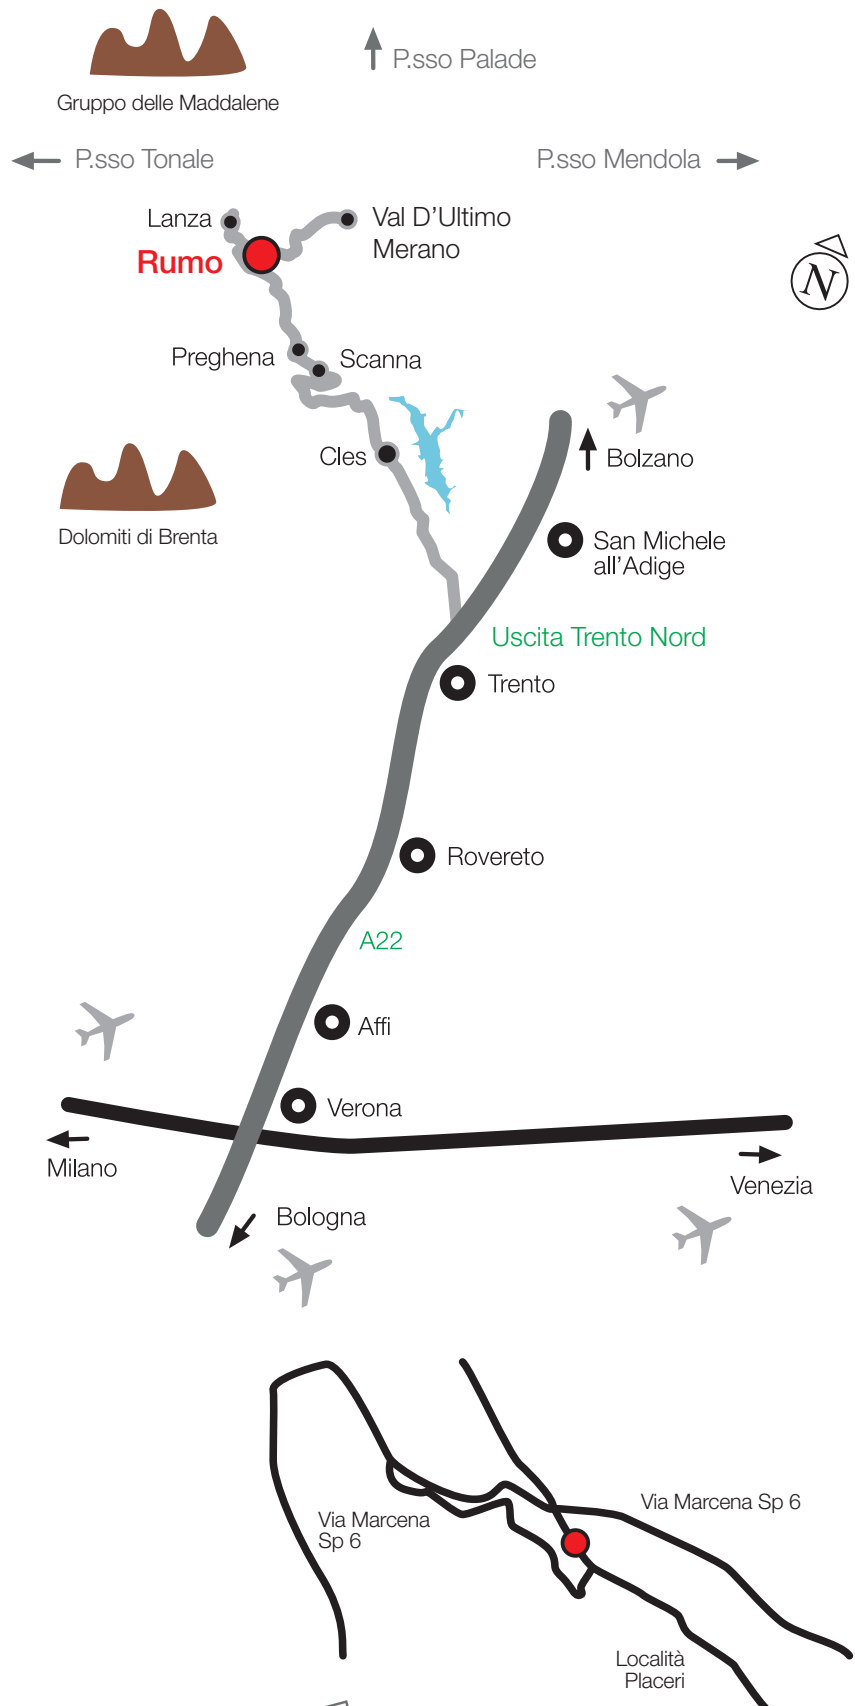 P.sso Palade
Gruppo delle Maddalene
P.sso Tonale
P.sso Mendola
Lanza
Val D'Ultimo
Merano
Rumo
N
Preghena
Scanna
Cles
Bolzano
Dolomiti di Brenta
San Michele
all'Adige
Uscita Trento Nord
Trento
Rovereto
A22
Affi
Verona
Milano
Venezia
Bologna
Via Marcena Sp 6
Via Marcena
Sp 6
Località
Placeri